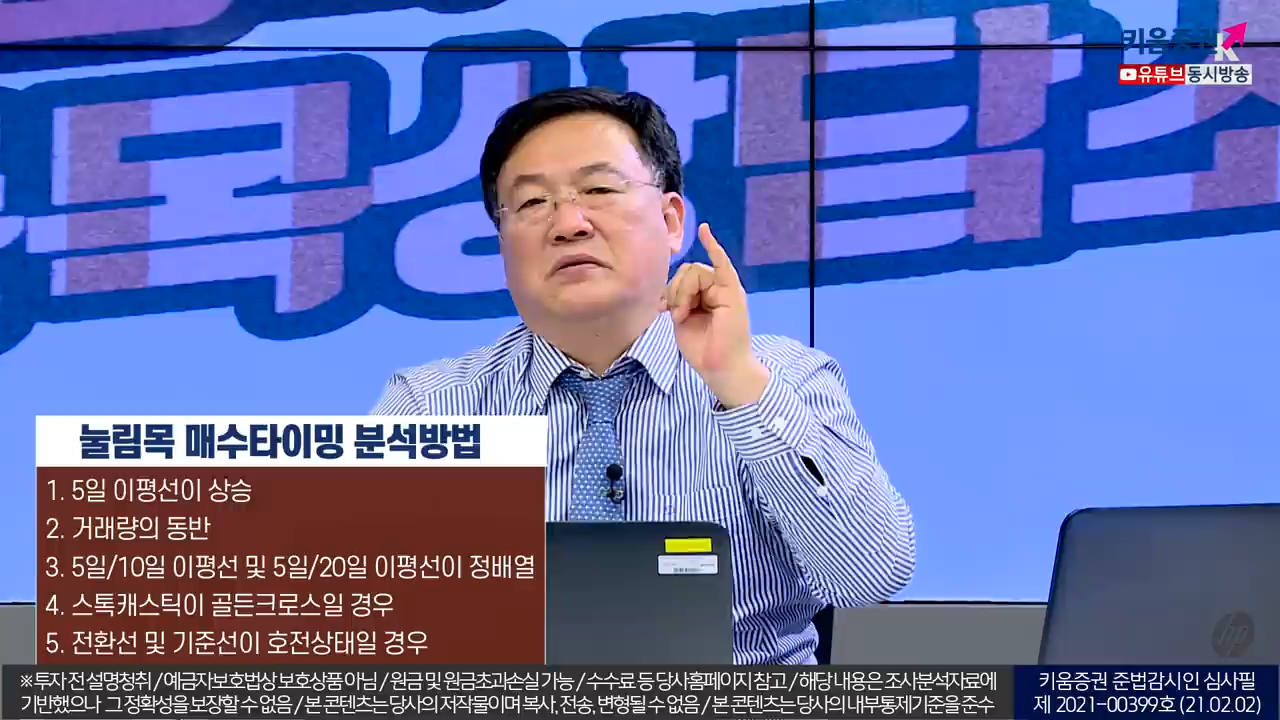 키움증권
유튜브 동시방송
눌림목 매수타이밍 분석방법
1. 5일 이평선이 상승
2. 거래량의 동반
3. 5일/10일 이평선 및 5일/20일 이평선이 정배열
4. 스톡캐스틱이 골든크로스일 경우
5. 전환선 및 기준선이 호전상태일 경우
hp
※ 투자 전 설명청취 / 예금자보호법상 보호상품 아님 / 원금 및 원금초과손실 가능 / 수수료 등 당사홈페이지 참고 / 해당 내용은 조사분석자료에
기반했으나 그 정확성을 보장할 수 없음 / 본 콘텐츠는 당사의 저작물이며 복사, 전송, 변형될 수 없음 / 본 콘텐츠는 당사의 내부통제기준을 준수
키움증권 준법감시인 심사필
제 2021-00399호 (21.02.02)